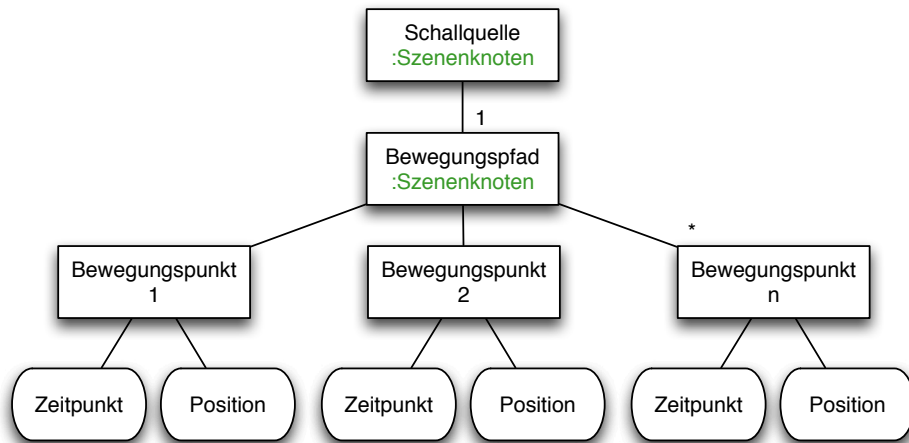 Schallquelle
:Szenenknoten
1
Bewegungspfad
:Szenenknoten
*
Bewegungspunkt
1
Bewegungspunkt
2
Bewegungspunkt
n
Zeitpunkt
Position
Zeitpunkt
Position
Zeitpunkt
Position